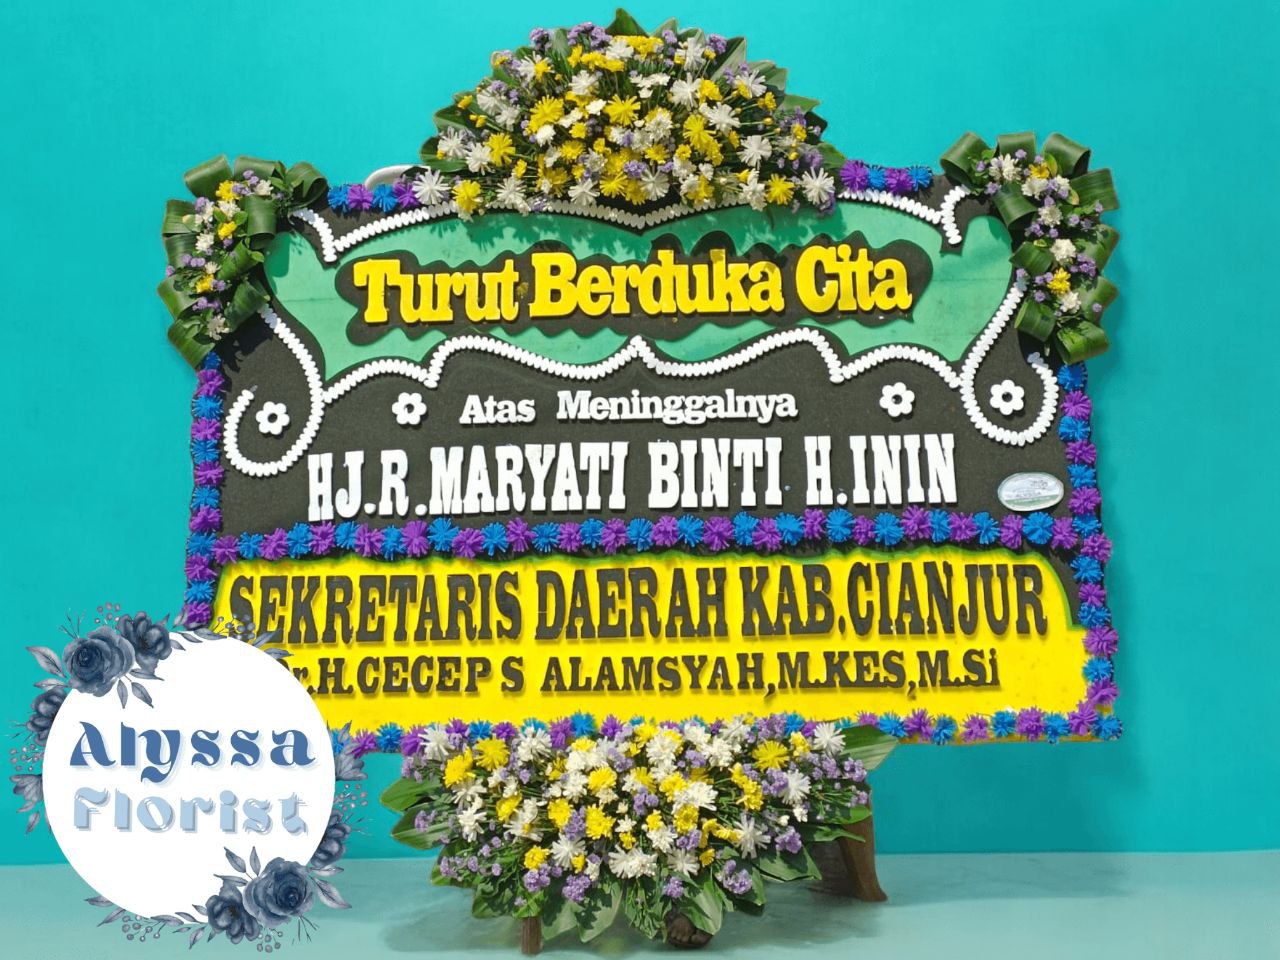 Turut Berduka Cita
Atas Meninggalnya
HJ.R.MARYATI BINTI H.ININ
SEKRETARIS DAERAH KAB.CIANJUR
H.CECEP S ALAMSYAH,M.KES,M.Si
Alyssa
Florist